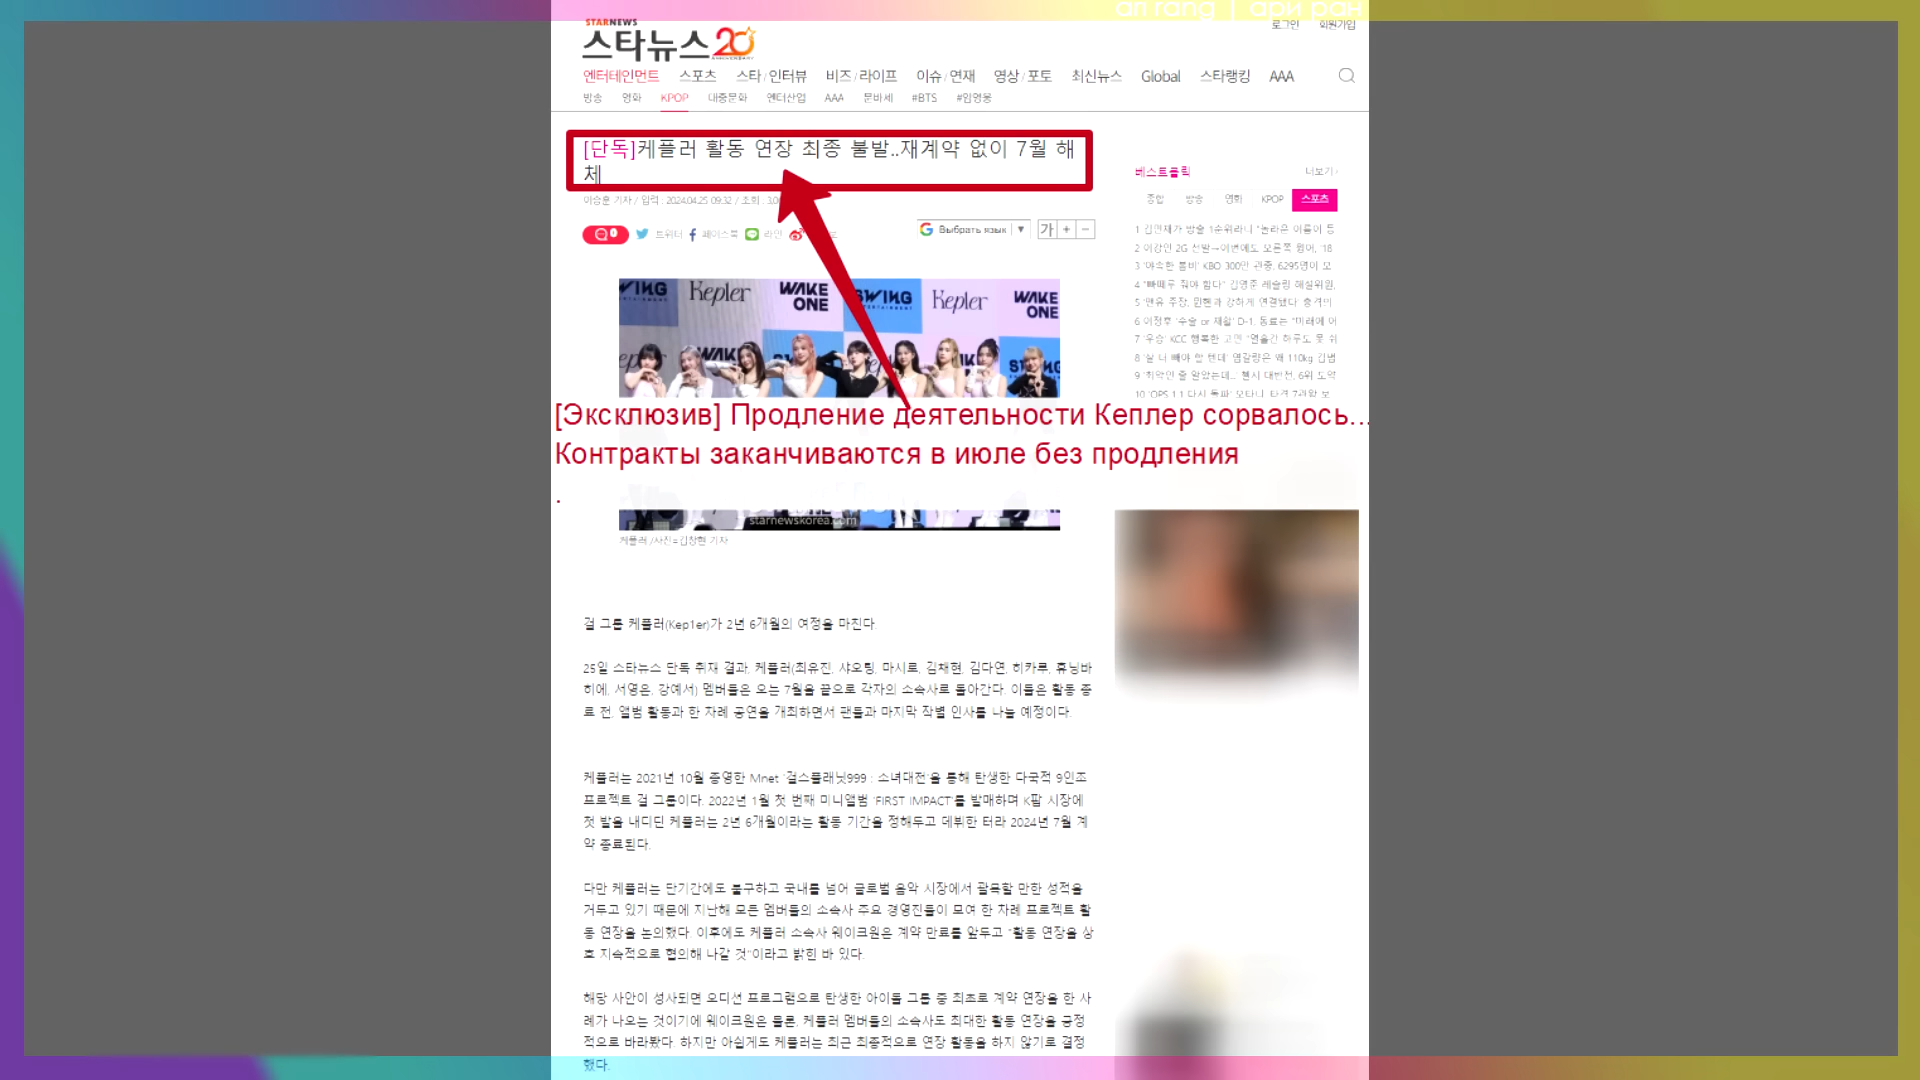 ari rang | ари ран
로그인 회원가입
STARNEWS
스타뉴스 20
엔터테인먼트 스포츠 스타/인터뷰 비즈/라이프 이슈/연재 영상/포토 최신뉴스 Global 스타랭킹 AAA
방송 영화 KPOP 대중문화 엔터산업 AAA 문바세 #BTS #임영웅
[단독]케플러 활동 연장 최종 불발..재계약 없이 7월 해
체
이승훈 기자 / 입력 : 2024.04.25 09:32 / 조회 :
0 트위터 페이스북 라인
Выбрать язык ▼ 가 + −
베스트클릭 더보기
종합 방송 영화 KPOP 스포츠
WAKE ONE SWING Kepler
[Эксклюзив] Продление деятельности Кеплер сорвалось...
Контракты заканчиваются в июле без продления
.
starnewskorea.com
케플러 /사진=김창현 기자
걸 그룹 케플러(Kep1er)가 2년 6개월의 여정을 마친다.
25일 스타뉴스 단독 취재 결과, 케플러(최유진, 샤오팅, 마시로, 김채현, 김다연, 히카루, 휴닝바
히에, 서영은, 강예서) 멤버들은 오는 7월을 끝으로 각자의 소속사로 돌아간다. 이들은 활동 종
료 전, 앨범 활동과 한 차례 공연을 개최하면서 팬들과 마지막 작별 인사를 나눌 예정이다.
케플러는 2021년 10월 종영한 Mnet '걸스플래닛999 : 소녀대전'을 통해 탄생한 다국적 9인조
프로젝트 걸 그룹이다. 2022년 1월 첫 번째 미니앨범 'FIRST IMPACT'를 발매하며 K팝 시장에
첫 발을 내디딘 케플러는 2년 6개월이라는 활동 기간을 정해두고 데뷔한 터라 2024년 7월 계
약 종료된다.
다만 케플러는 단기간에도 불구하고 국내를 넘어 글로벌 음악 시장에서 괄목할 만한 성적을
거두고 있기 때문에 지난해 모든 멤버들의 소속사 주요 경영진들이 모여 한 차례 프로젝트 활
동 연장을 논의했다. 이후에도 케플러 소속사 웨이크원은 계약 만료를 앞두고 "활동 연장을 상
호 지속적으로 협의해 나갈 것"이라고 밝힌 바 있다.
해당 사안이 성사되면 오디션 프로그램으로 탄생한 아이돌 그룹 중 최초로 계약 연장을 한 사
례가 나오는 것이기에 웨이크원은 물론, 케플러 멤버들의 소속사도 최대한 활동 연장을 긍정
적으로 바라봤다. 하지만 아쉽게도 케플러는 최근 최종적으로 연장 활동을 하지 않기로 결정
했다.